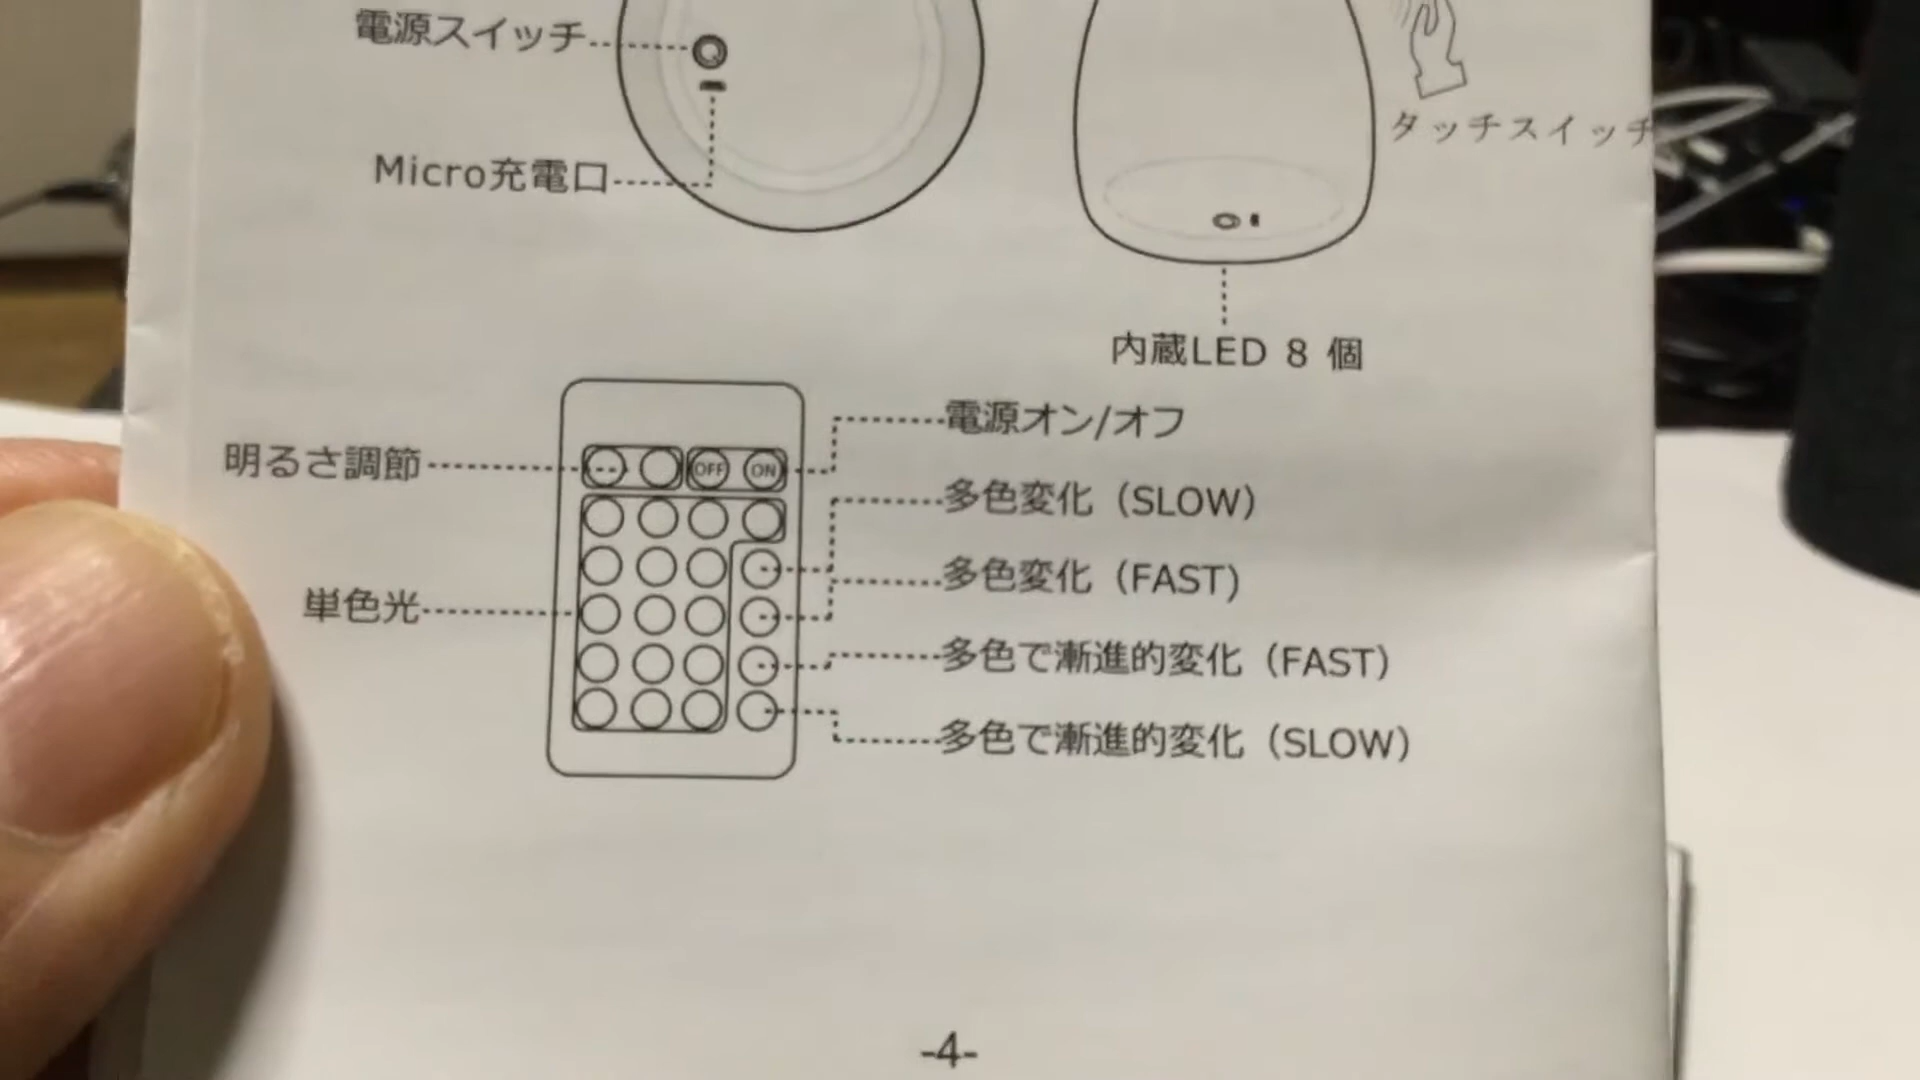 電源スイッチ
Micro充電口
タッチスイッチ
内蔵LED 8 個
明るさ調節
OFF
ON
電源オン/オフ
多色変化（SLOW）
多色変化（FAST）
単色光
多色で漸進的変化（FAST）
多色で漸進的変化（SLOW）
-4-